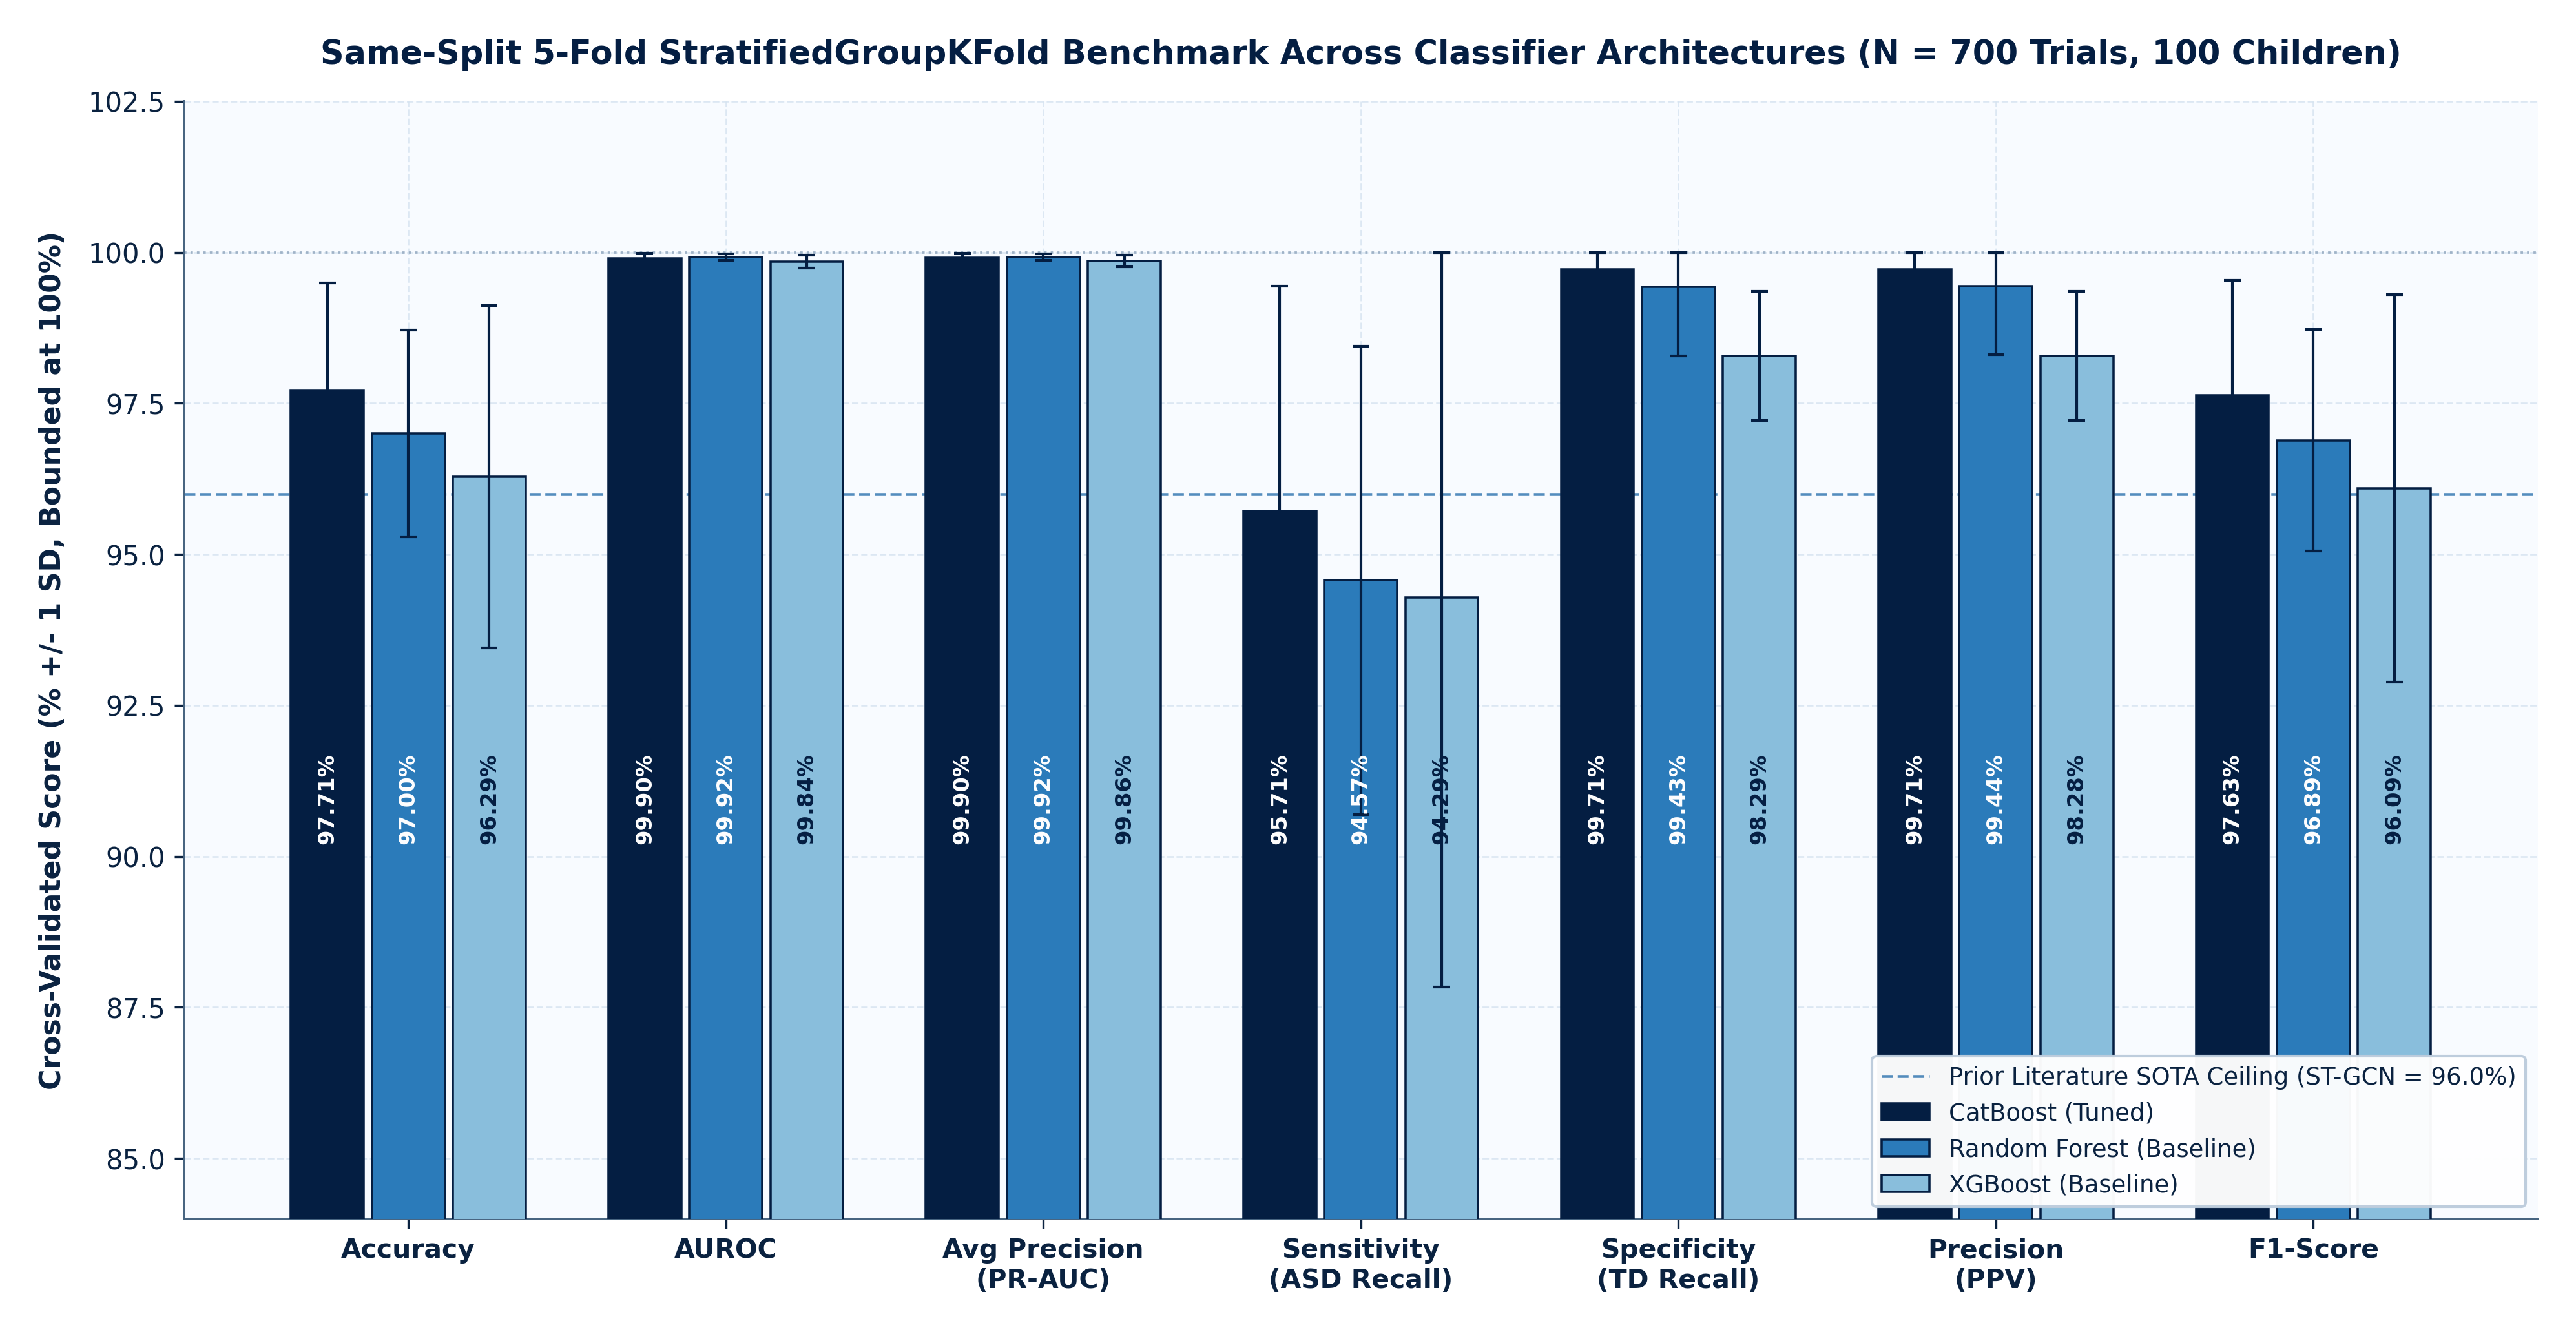 Same-Split 5-Fold StratifiedGroupKFold Benchmark Across Classifier Architectures (N = 700 Trials, 100 Children)
Cross-Validated Score (% +/- 1 SD, Bounded at 100%)
102.5
100.0
97.5
95.0
92.5
90.0
87.5
85.0
97.71%
97.00%
96.29%
99.90%
99.92%
99.84%
99.90%
99.92%
99.86%
95.71%
94.57%
94.29%
99.71%
99.43%
98.29%
99.71%
99.44%
98.28%
97.63%
96.89%
96.09%
Prior Literature SOTA Ceiling (ST-GCN = 96.0%)
CatBoost (Tuned)
Random Forest (Baseline)
XGBoost (Baseline)
Accuracy
AUROC
Avg Precision
(PR-AUC)
Sensitivity
(ASD Recall)
Specificity
(TD Recall)
Precision
(PPV)
F1-Score